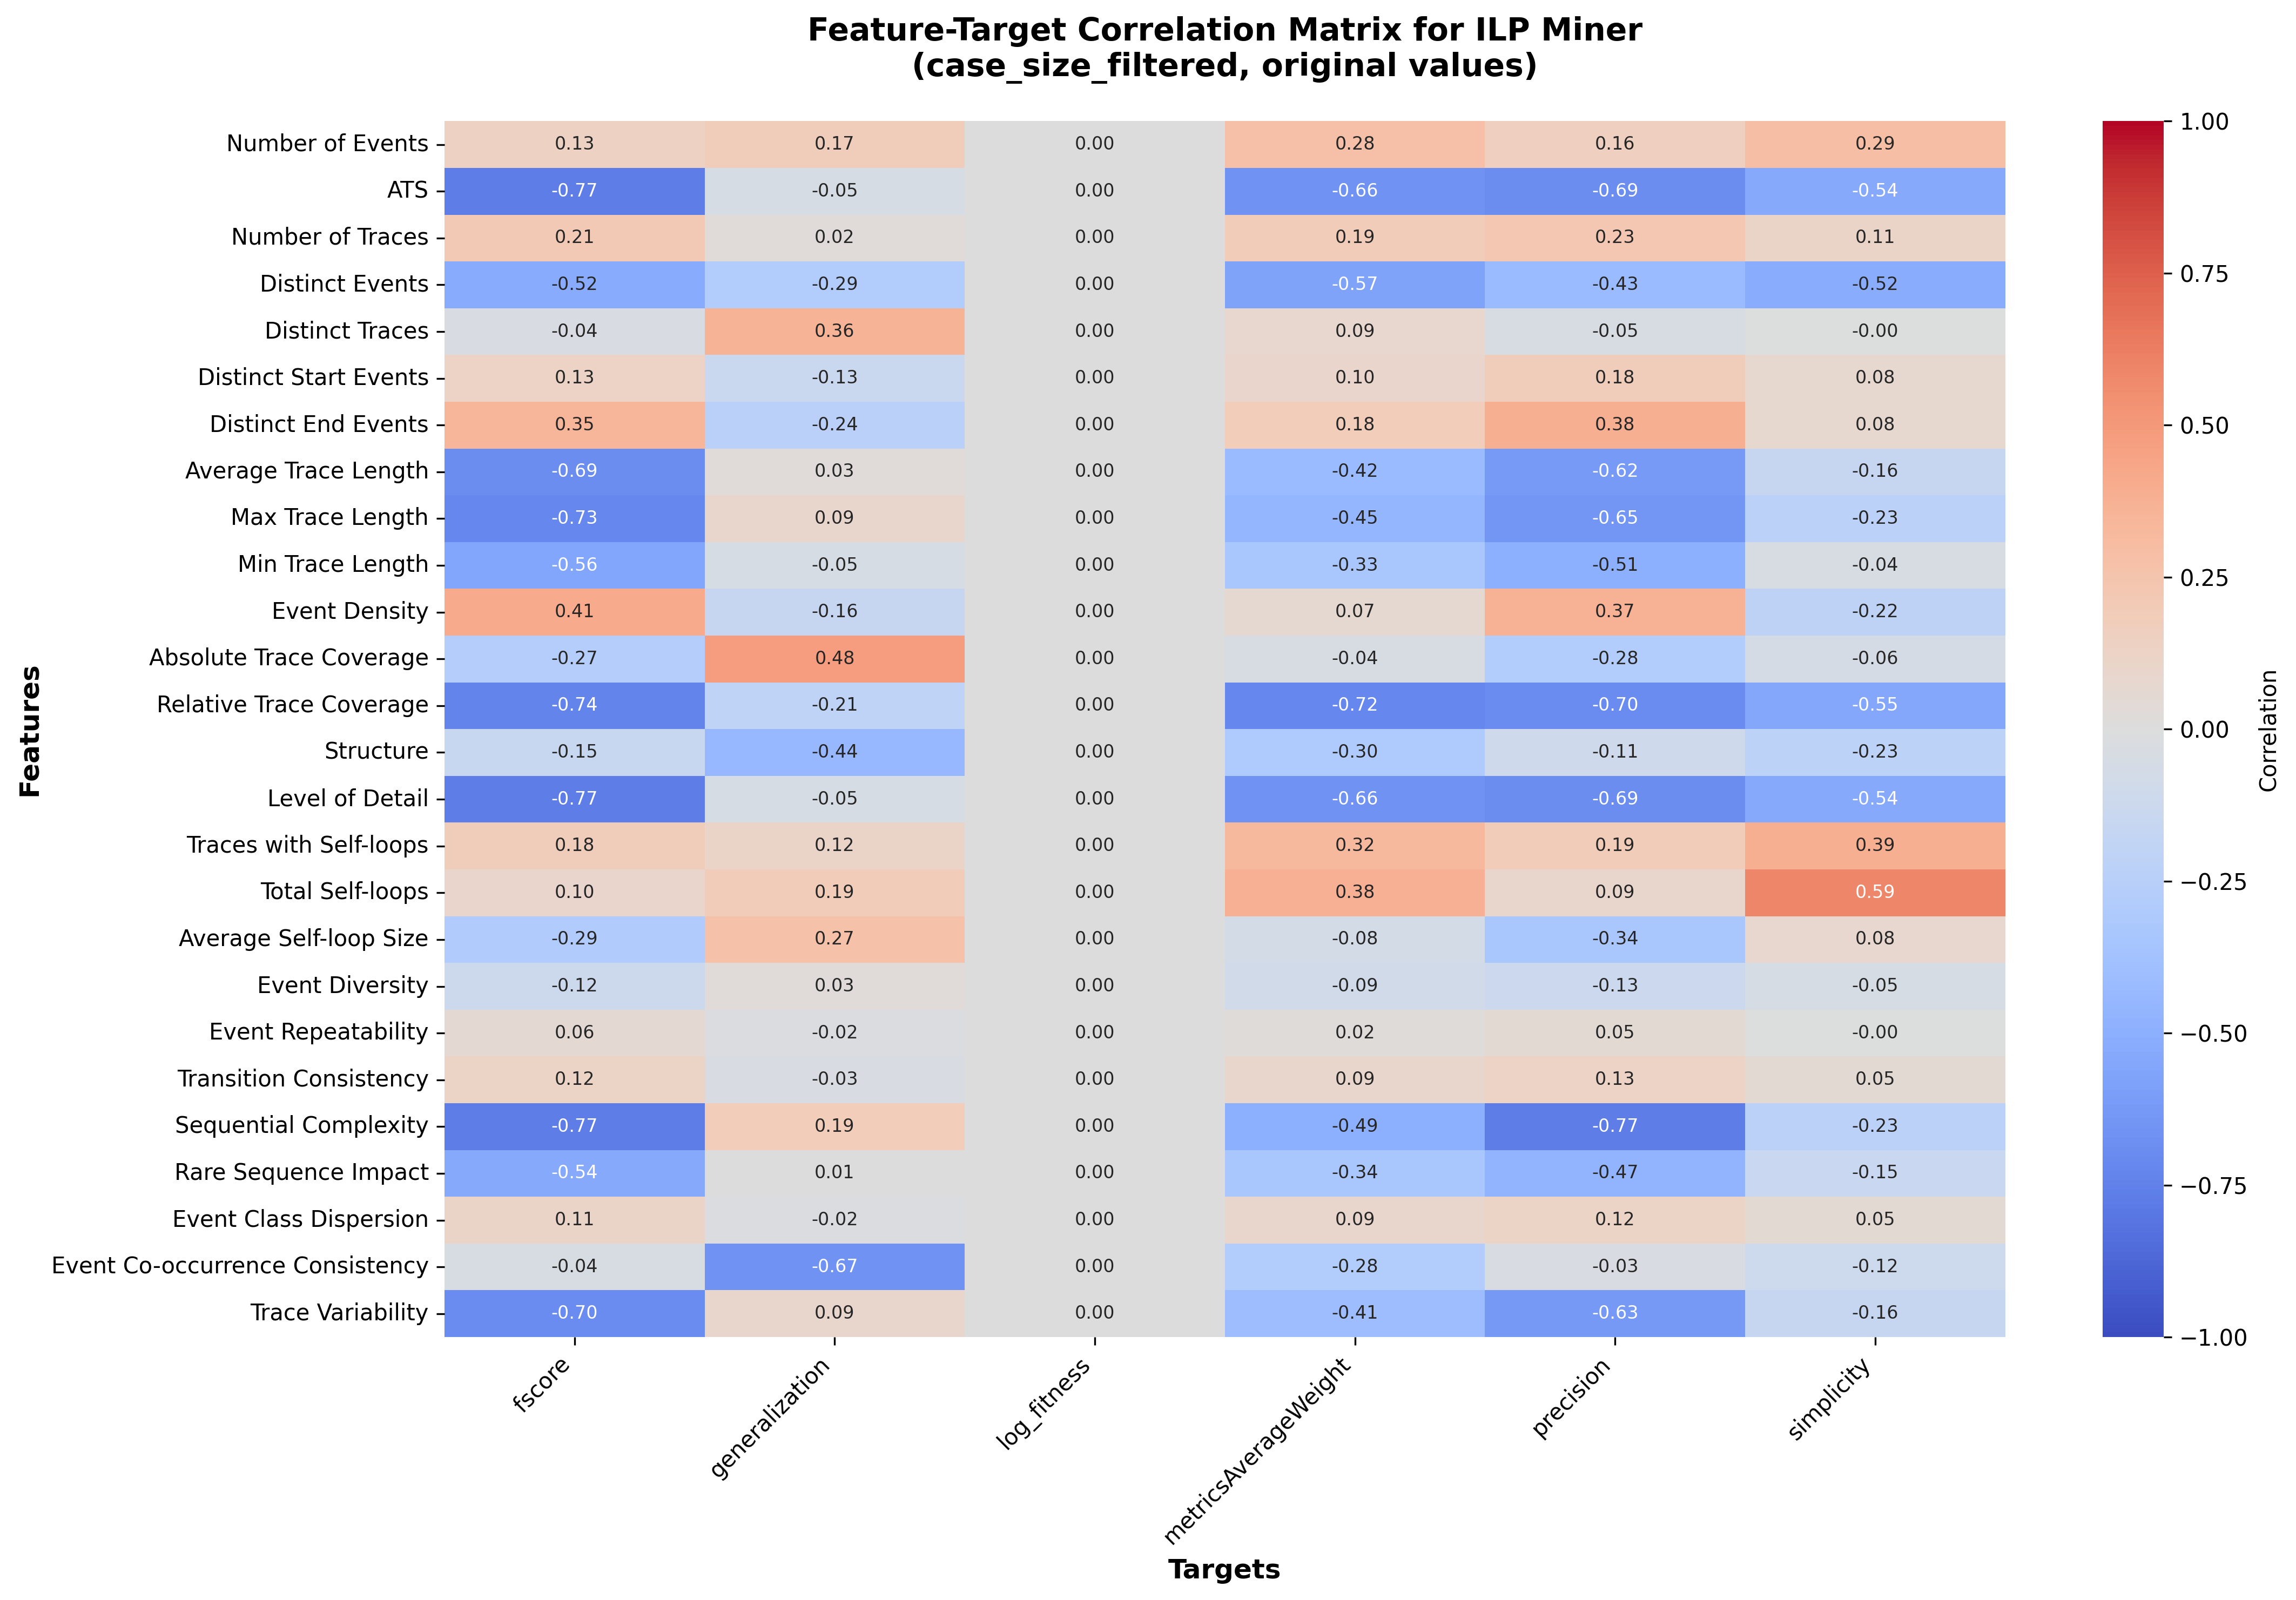 Feature-Target Correlation Matrix for ILP Miner
(case_size_filtered, original values)
Features
Number of Events 0.13 0.17 0.00 0.28 0.16 0.29
ATS -0.77 -0.05 0.00 -0.66 -0.69 -0.54
Number of Traces 0.21 0.02 0.00 0.19 0.23 0.11
Distinct Events -0.52 -0.29 0.00 -0.57 -0.43 -0.52
Distinct Traces -0.04 0.36 0.00 0.09 -0.05 -0.00
Distinct Start Events 0.13 -0.13 0.00 0.10 0.18 0.08
Distinct End Events 0.35 -0.24 0.00 0.18 0.38 0.08
Average Trace Length -0.69 0.03 0.00 -0.42 -0.62 -0.16
Max Trace Length -0.73 0.09 0.00 -0.45 -0.65 -0.23
Min Trace Length -0.56 -0.05 0.00 -0.33 -0.51 -0.04
Event Density 0.41 -0.16 0.00 0.07 0.37 -0.22
Absolute Trace Coverage -0.27 0.48 0.00 -0.04 -0.28 -0.06
Relative Trace Coverage -0.74 -0.21 0.00 -0.72 -0.70 -0.55
Structure -0.15 -0.44 0.00 -0.30 -0.11 -0.23
Level of Detail -0.77 -0.05 0.00 -0.66 -0.69 -0.54
Traces with Self-loops 0.18 0.12 0.00 0.32 0.19 0.39
Total Self-loops 0.10 0.19 0.00 0.38 0.09 0.59
Average Self-loop Size -0.29 0.27 0.00 -0.08 -0.34 0.08
Event Diversity -0.12 0.03 0.00 -0.09 -0.13 -0.05
Event Repeatability 0.06 -0.02 0.00 0.02 0.05 -0.00
Transition Consistency 0.12 -0.03 0.00 0.09 0.13 0.05
Sequential Complexity -0.77 0.19 0.00 -0.49 -0.77 -0.23
Rare Sequence Impact -0.54 0.01 0.00 -0.34 -0.47 -0.15
Event Class Dispersion 0.11 -0.02 0.00 0.09 0.12 0.05
Event Co-occurrence Consistency -0.04 -0.67 0.00 -0.28 -0.03 -0.12
Trace Variability -0.70 0.09 0.00 -0.41 -0.63 -0.16
fscore generalization log_fitness metricsAverageWeight precision simplicity
Targets
1.00
0.75
0.50
0.25
0.00
−0.25
−0.50
−0.75
−1.00
Correlation